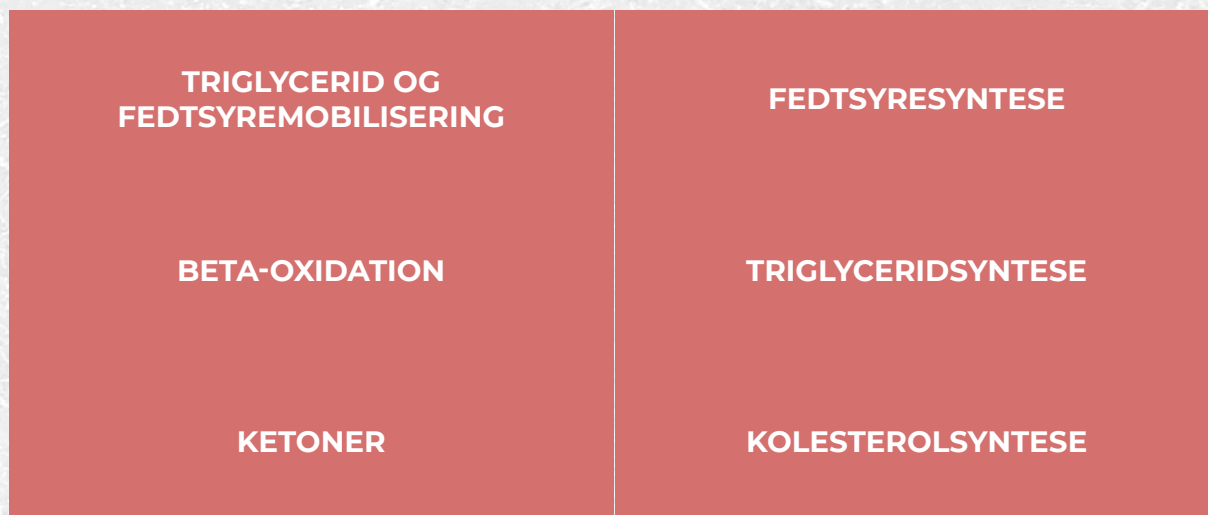 TRIGLYCERID OG
FEDTSYREMOBILISERING
FEDTSYRESYNTESE
BETA-OXIDATION
TRIGLYCERIDSYNTESE
KETONER
KOLESTEROLSYNTESE